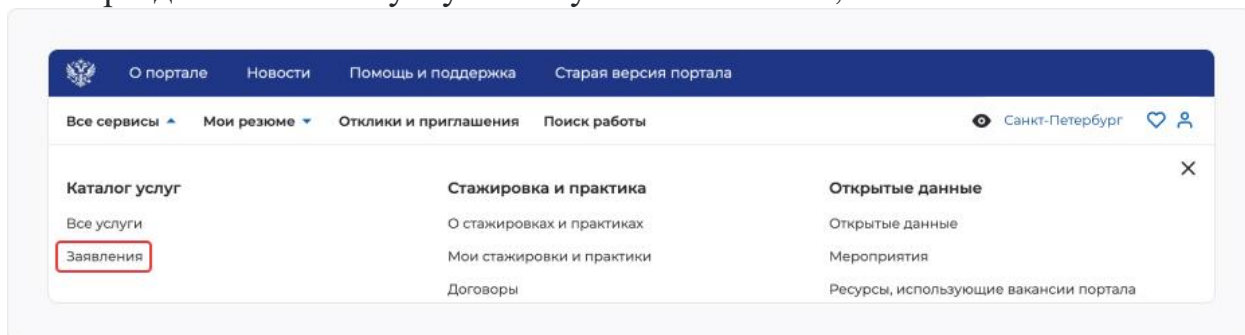 О портале Новости Помощь и поддержка Старая версия портала
Все сервисы Мои резюме Отклики и приглашения Поиск работы Санкт-Петербург
Каталог услуг Стажировка и практика Открытые данные
Все услуги О стажировках и практиках Открытые данные
Заявления Мои стажировки и практики Мероприятия
Договоры Ресурсы, использующие вакансии портала